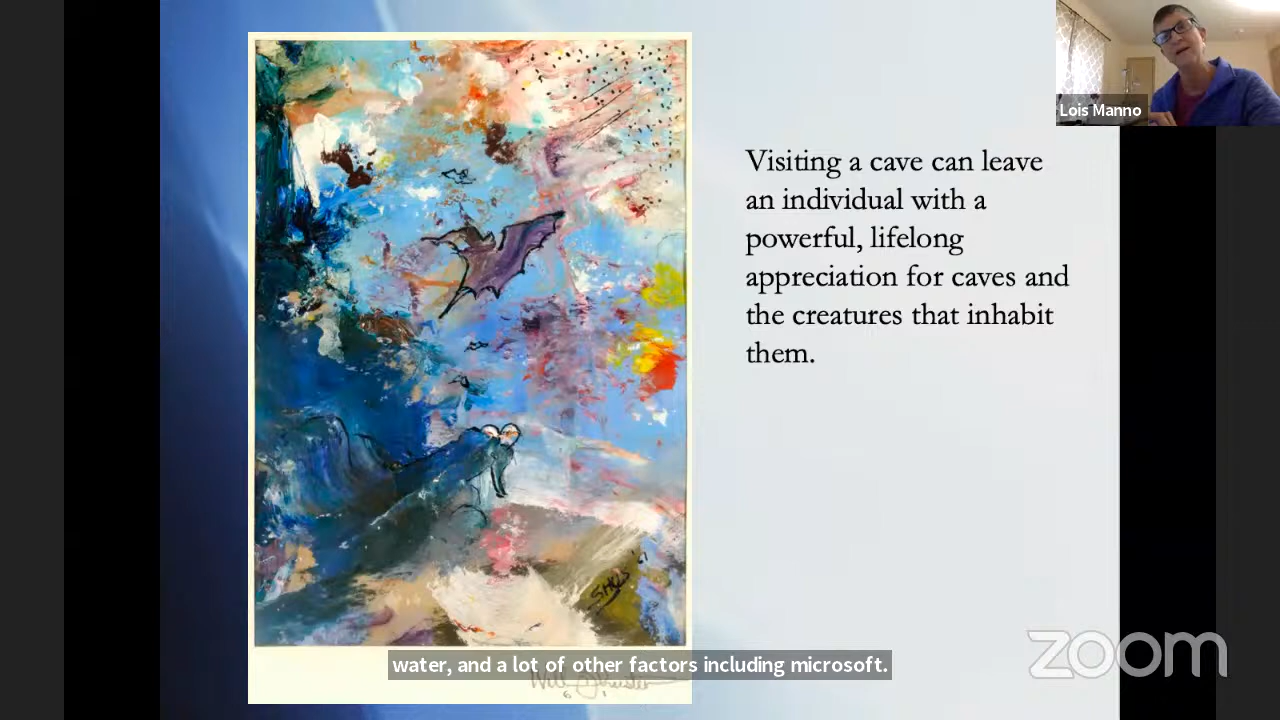 Lois Manno
Visiting a cave can leave
an individual with a
powerful, lifelong
appreciation for caves and
the creatures that inhabit
them.
water, and a lot of other factors including microsoft.
zoom